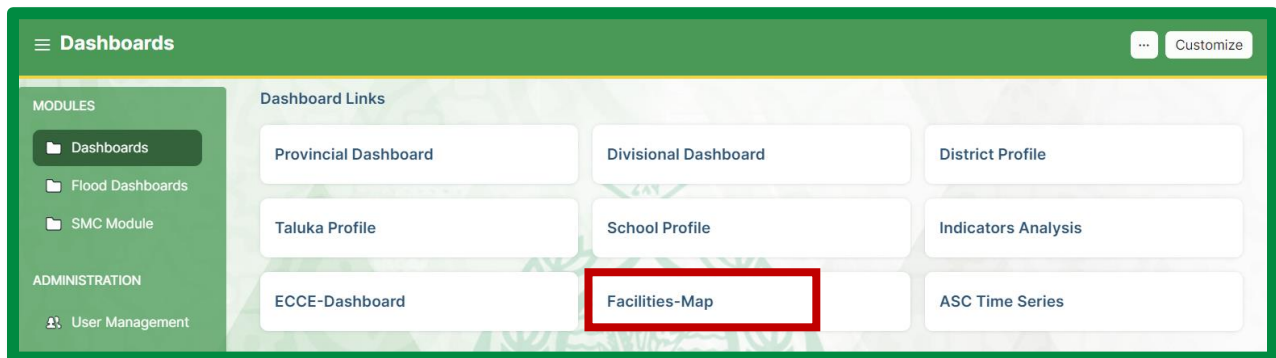 Dashboards
... Customize
MODULES
Dashboards
Flood Dashboards
SMC Module
ADMINISTRATION
User Management
Dashboard Links
Provincial Dashboard Divisional Dashboard District Profile
Taluka Profile School Profile Indicators Analysis
ECCE-Dashboard Facilities-Map ASC Time Series